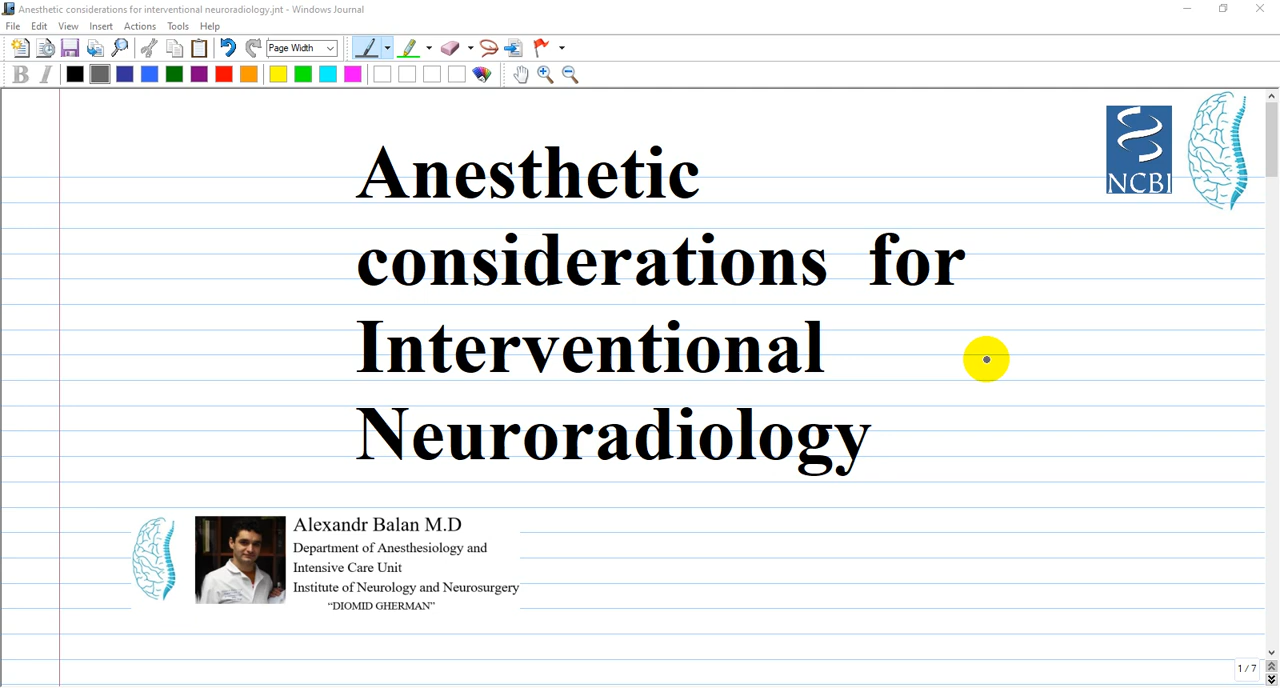 Anesthetic considerations for interventional neuroradiology.jnt - Windows Journal
File Edit View Insert Actions Tools Help
Page Width
B I
NCBI
Anesthetic
considerations for
Interventional
Neuroradiology
Alexandr Balan M.D
Department of Anesthesiology and
Intensive Care Unit
Institute of Neurology and Neurosurgery
“DIOMID GHERMAN”
1 / 7